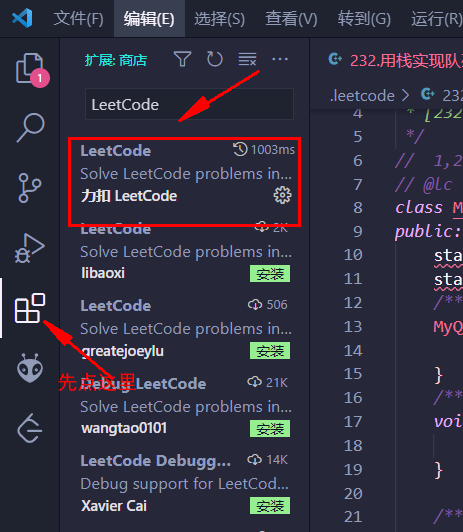 文件(F) 编辑(E) 选择(S) 查看(V) 转到(G) 运行(R)
扩展: 商店
232.用栈实现队
LeetCode
.leetcode > 232
1
LeetCode 1003ms
Solve LeetCode problems in...
力扣 LeetCode
LeetCode 2K
Solve LeetCode problems in...
libaoxi 安装
LeetCode 506
Solve LeetCode problems in...
greatejoeylu 安装
先点这里
Debug LeetCode 21K
Solve LeetCode problems in...
wangtao0101 安装
LeetCode Debugg... 14K
Debug support for LeetCod...
Xavier Cai 安装
4 * [232
5 */
6 // 1,2
7 // @lc
8 class M
9 public:
10 sta
11 sta
12 /**
13 MyQ
14
15 }
16 /**
17 voi
18
19 }
20
21 /**